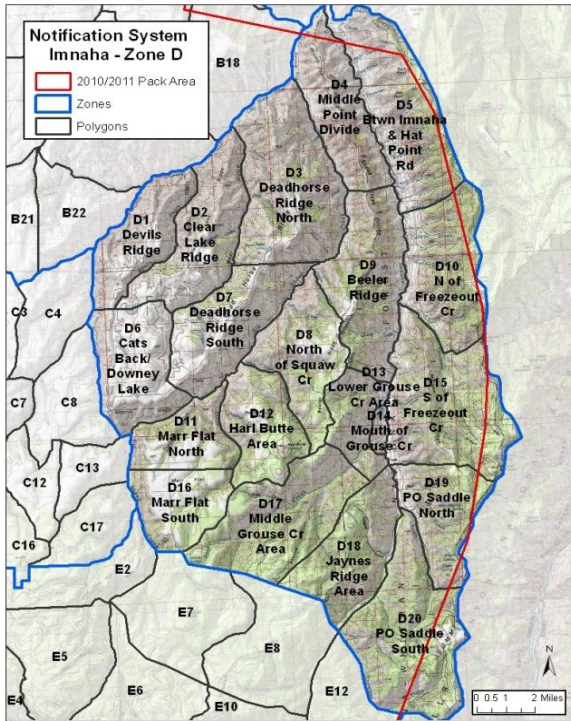 Notification System
Imnaha - Zone D
2010/2011 Pack Area
Zones
Polygons
B18
D4
Middle
Point
Divide
D5
Btwn Imnaha
& Hat
Point
Rd
D3
Deadhorse
Ridge
North
B21
B22
D1
Devils
Ridge
D2
Clear
Lake
Ridge
D10
N of
Freezeout
Cr
D9
Beeler
Ridge
C3
C4
D7
Deadhorse
Ridge
South
D6
Cats
Back/
Downey
Lake
D8
North
of Squaw
Cr
C7
C8
D13
Lower Grouse
Cr Area
D14
Mouth of
Grouse Cr
D15
S of
Freezeout
Cr
D11
Marr Flat
North
D12
Harl Butte
Area
C12
C13
D16
Marr Flat
South
D19
PO Saddle
North
D17
Middle
Grouse Cr
Area
C17
C16
D18
Jaynes
Ridge
Area
E2
D20
PO Saddle
South
E7
E8
E5
E6
E4
E10
E12
N
0 0.5 1 2 Miles